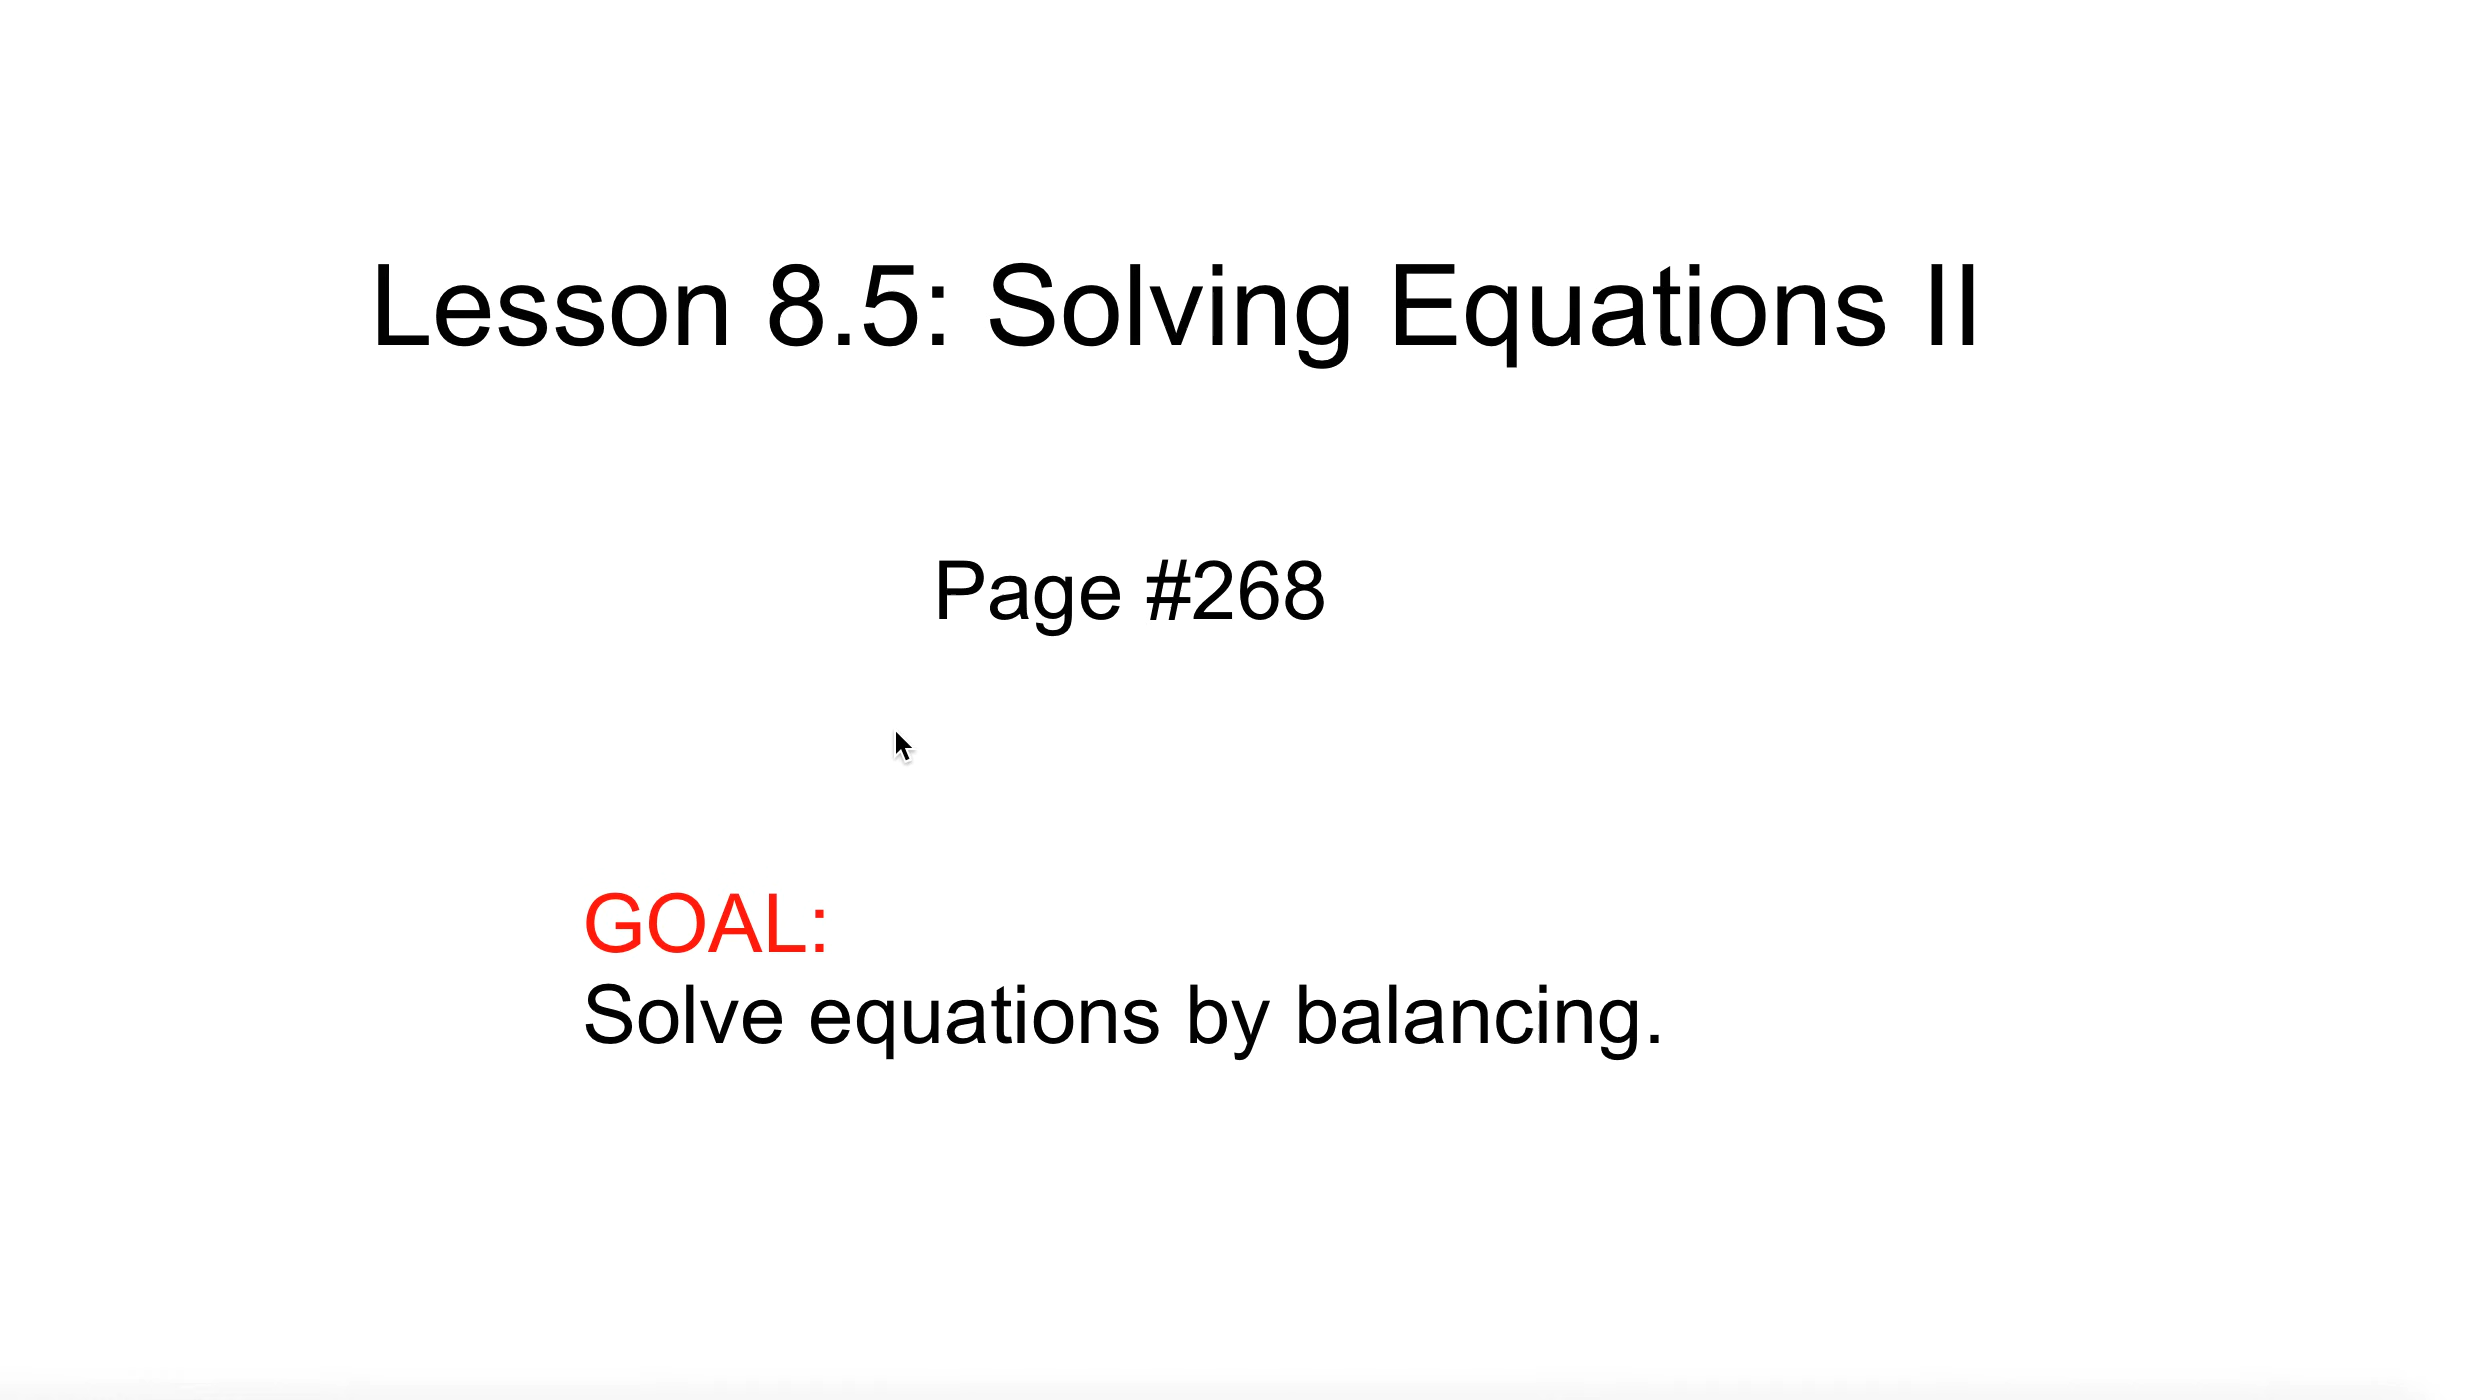 Lesson 8.5: Solving Equations II
Page #268
GOAL:
Solve equations by balancing.